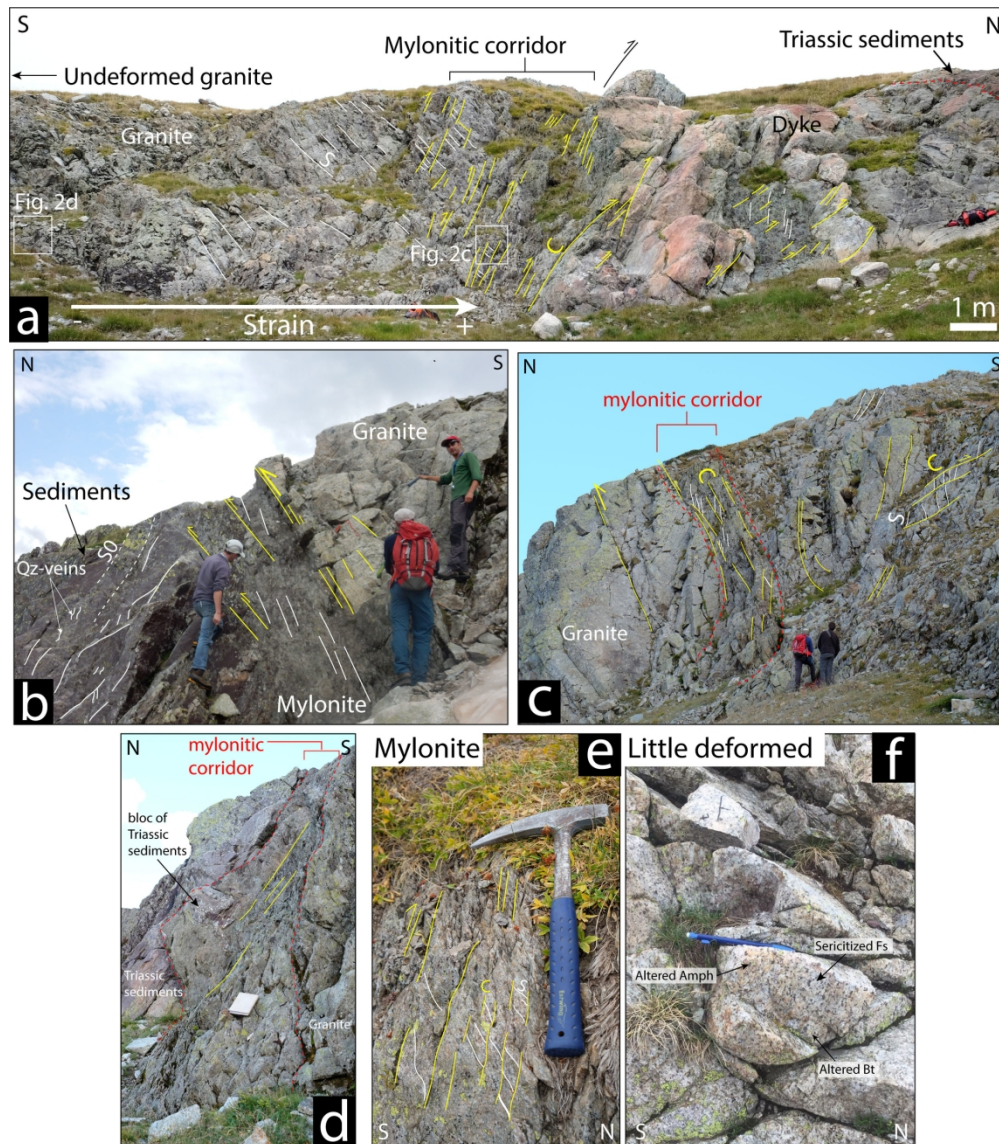 S
N
Mylonitic corridor
Triassic sediments
Undeformed granite
Granite
Dyke
S
Fig. 2d
Fig. 2c
C
a
Strain
+
1 m
N
S
Granite
Sediments
S0
Qz-veins
b
Mylonite
N
S
mylonitic corridor
C
C
S
Granite
c
N
S
mylonitic
corridor
bloc of
Triassic
sediments
Triassic
sediments
Granite
d
Mylonite
e
C
S
S
N
Little deformed
f
Sericitized Fs
Altered Amph
Altered Bt
S
N